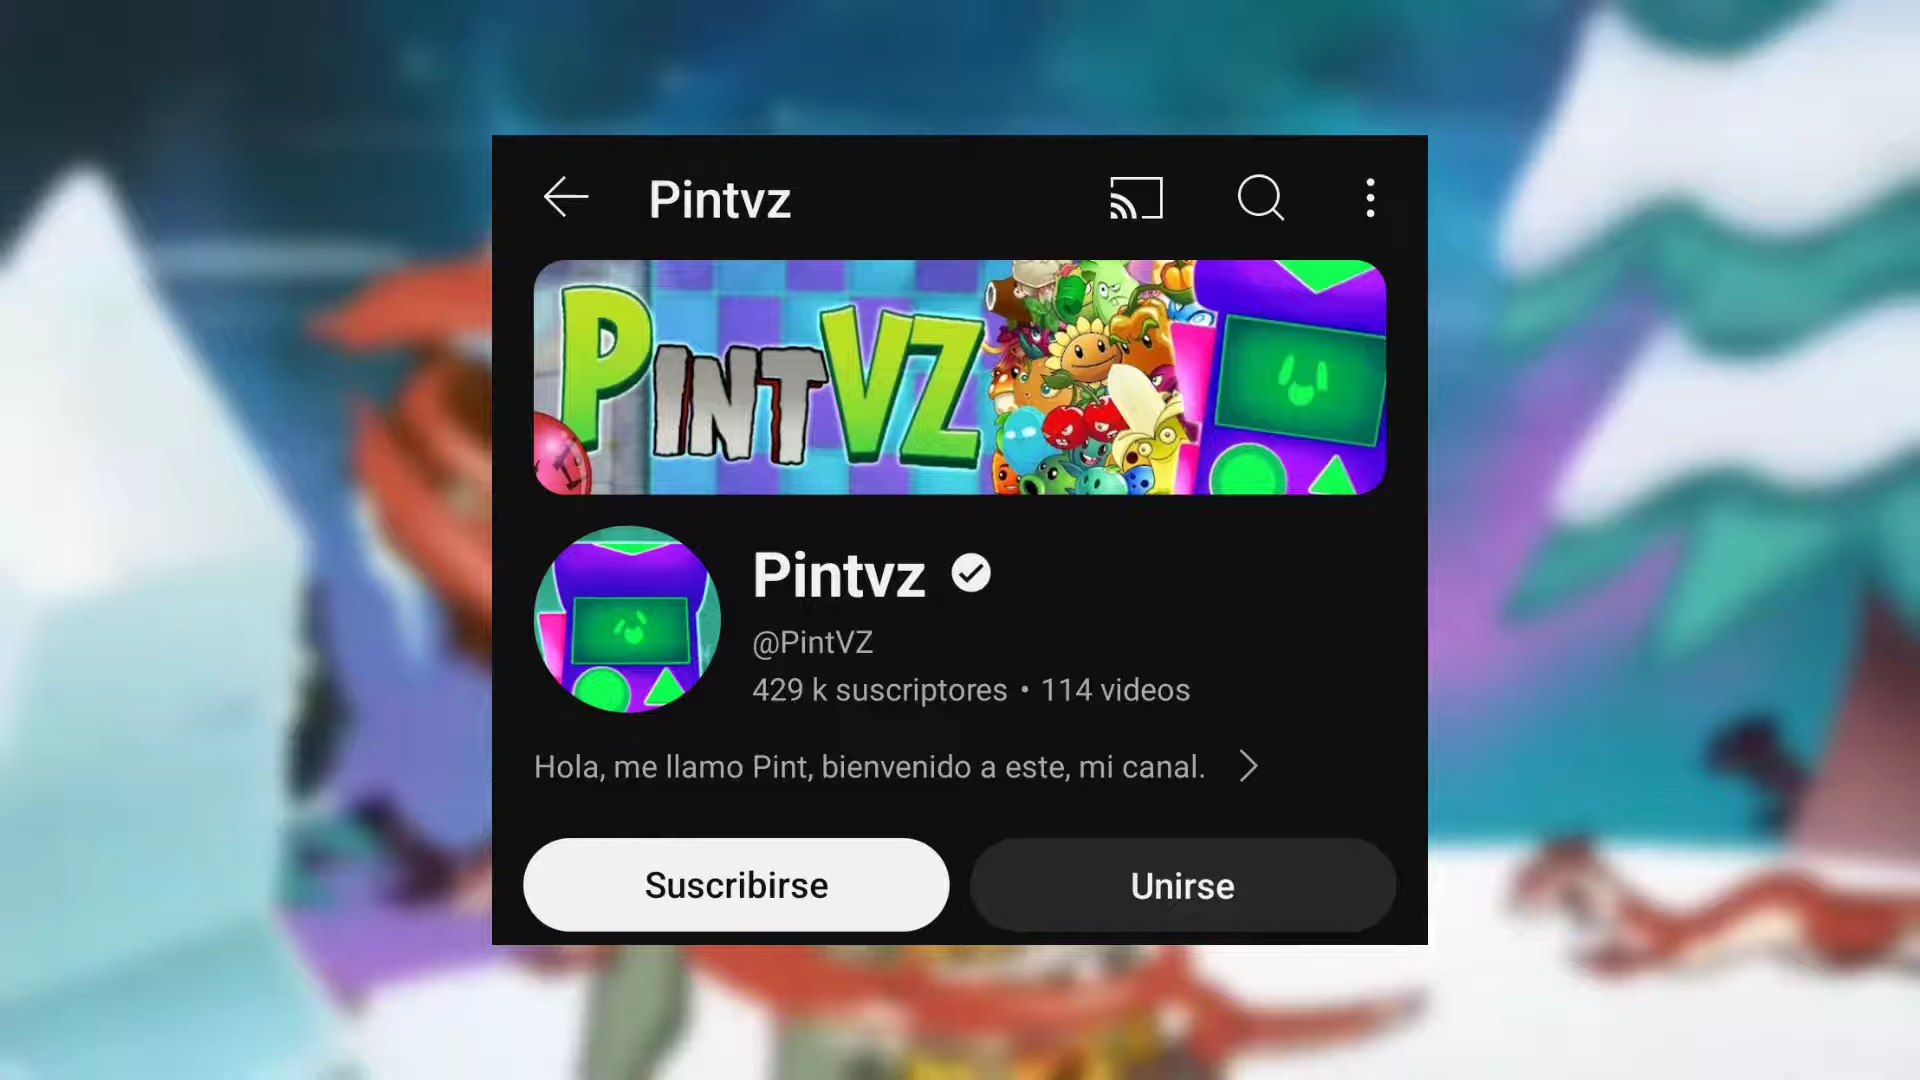 Pintvz
PINTVZ
Pintvz
@PintVZ
429 k suscriptores • 114 videos
Hola, me llamo Pint, bienvenido a este, mi canal.
Suscribirse
Unirse